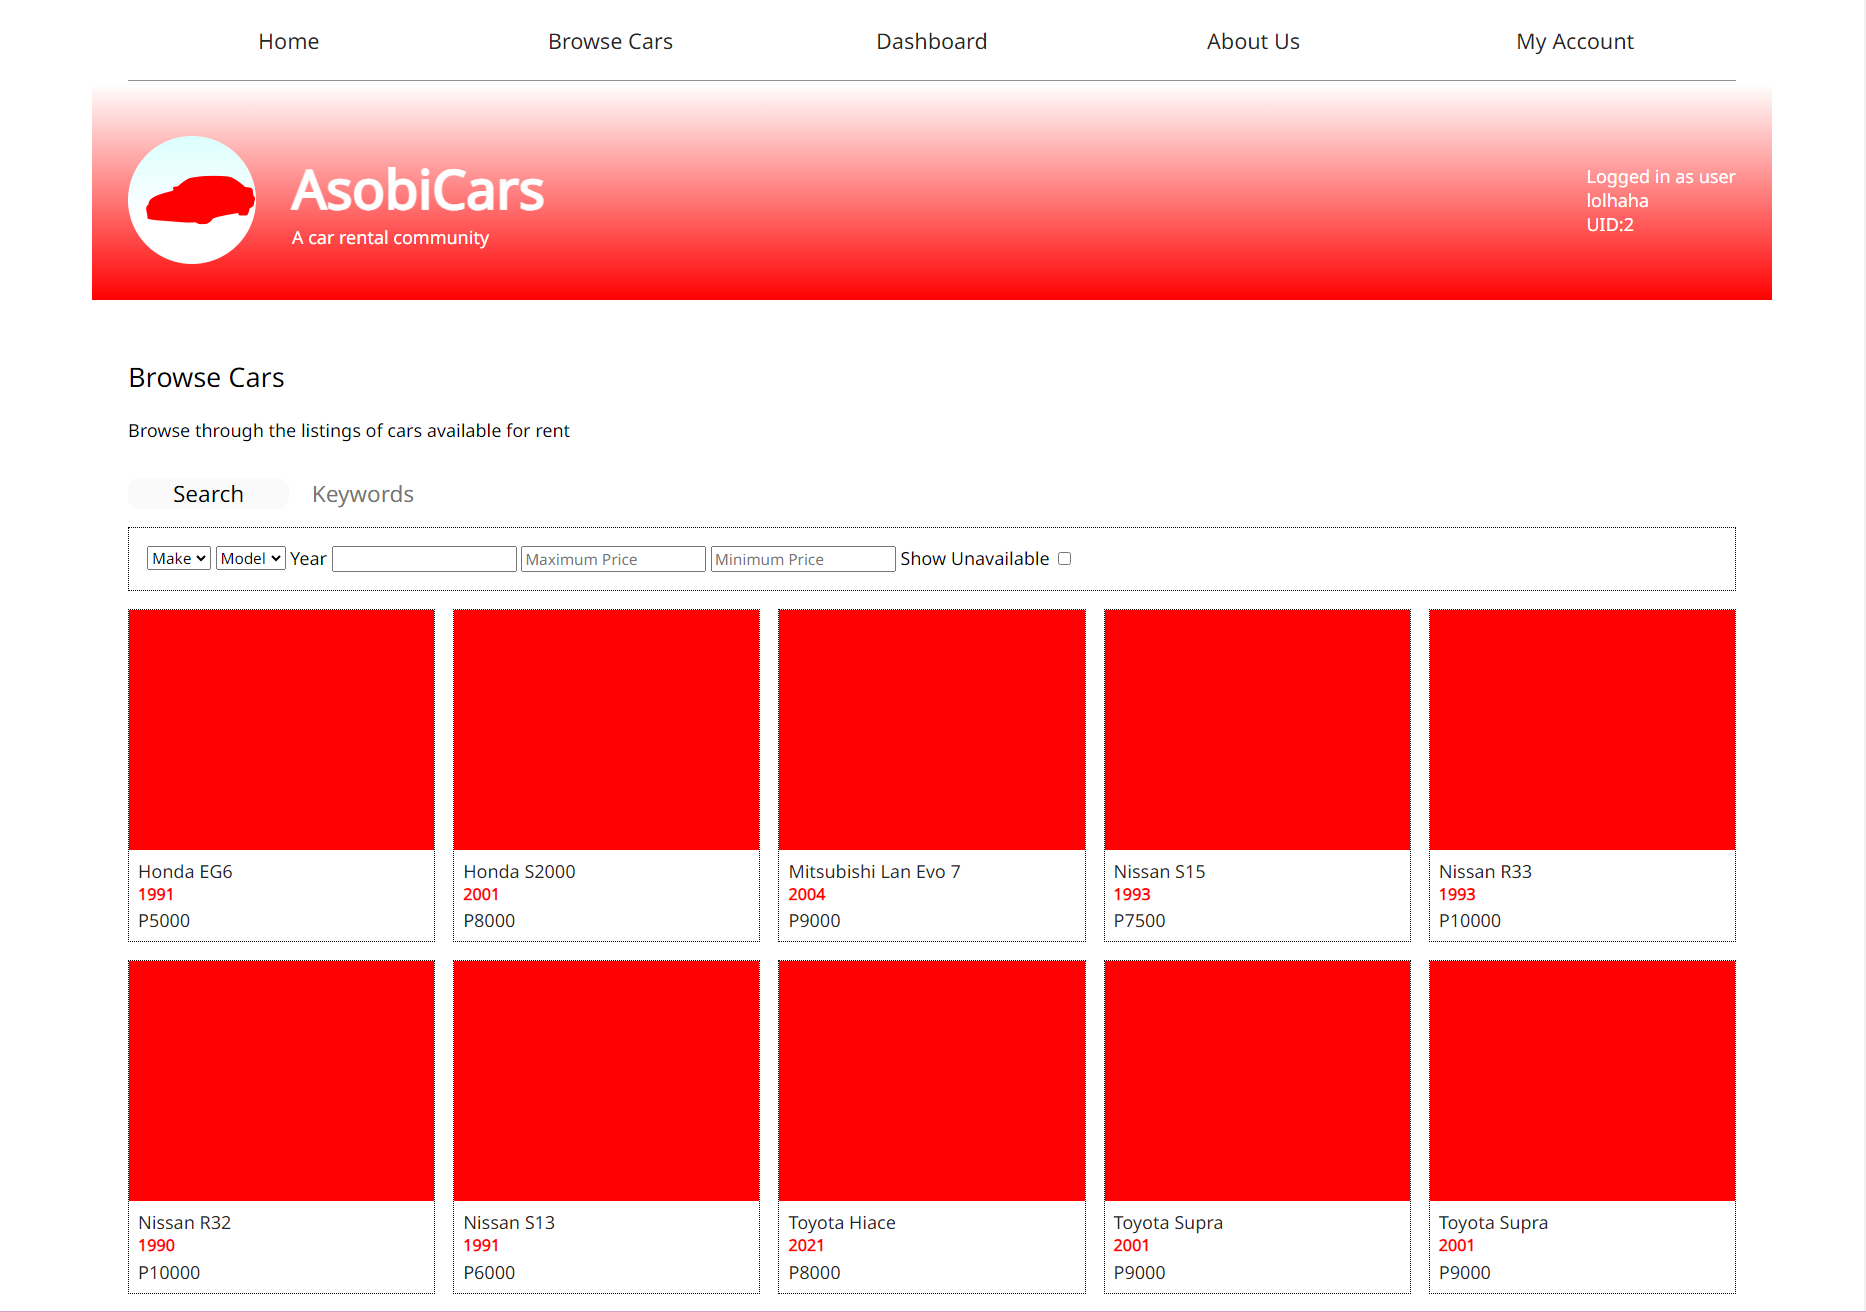 Home Browse Cars Dashboard About Us My Account
AsobiCars
A car rental community
Logged in as user
lolhaha
UID:2
Browse Cars
Browse through the listings of cars available for rent
Search Keywords
Make Model Year Maximum Price Minimum Price Show Unavailable
Honda EG6
1991
P5000
Honda S2000
2001
P8000
Mitsubishi Lan Evo 7
2004
P9000
Nissan S15
1993
P7500
Nissan R33
1993
P10000
Nissan R32
1990
P10000
Nissan S13
1991
P6000
Toyota Hiace
2021
P8000
Toyota Supra
2001
P9000
Toyota Supra
2001
P9000